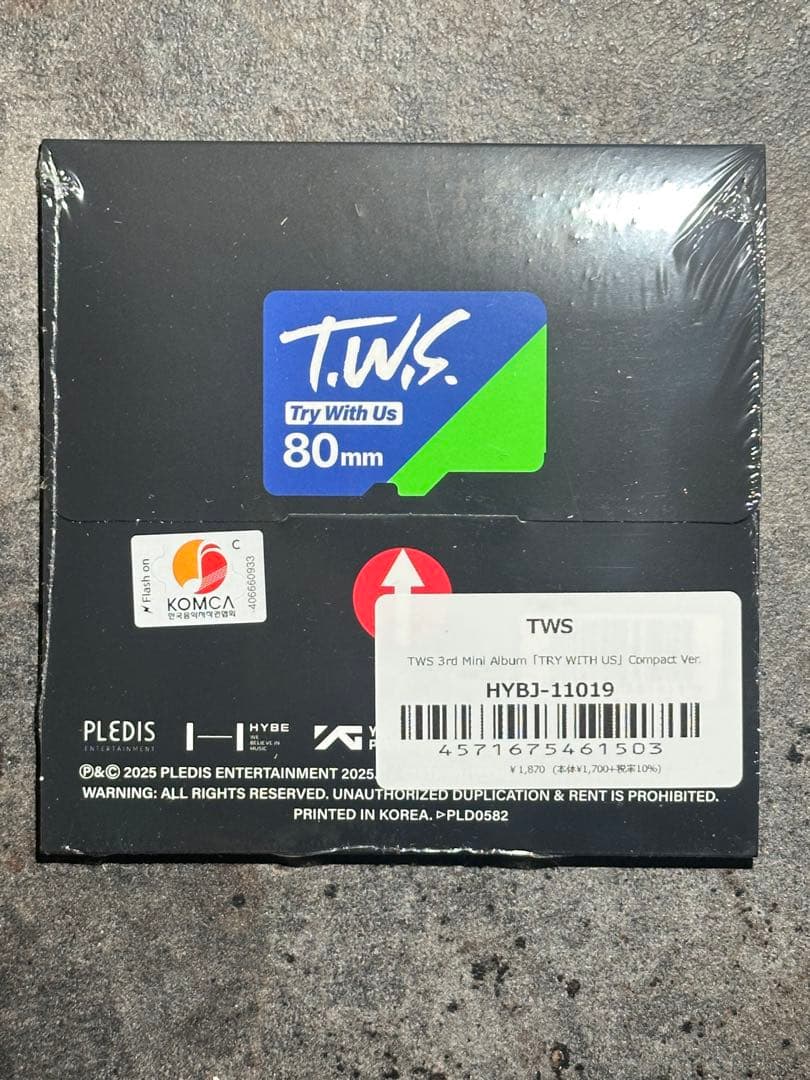 T.W.S.
Try With Us
80mm
Flash on
C
KOMCA
한국음악저작권협회
406660933
TWS
TWS 3rd Mini Album「TRY WITH US」Compact Ver.
HYBJ-11019
4571675461503
¥1,870 (本体¥1,700+税率10%)
PLEDIS
ENTERTAINMENT
HYBE
WE
BELIEVE IN
MUSIC
YG
℗&© 2025 PLEDIS ENTERTAINMENT 2025.
WARNING: ALL RIGHTS RESERVED. UNAUTHORIZED DUPLICATION & RENT IS PROHIBITED.
PRINTED IN KOREA. ▷PLD0582